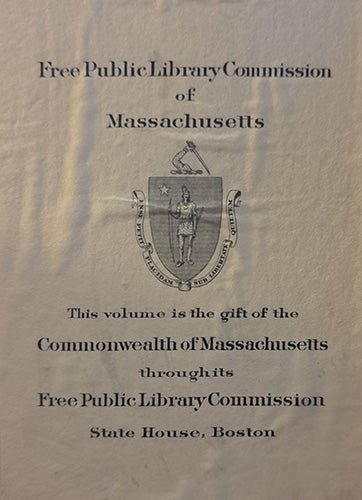 Free Public Library Commission
of
Massachusetts
ENSE PETIT PLACIDAM SUB LIBERTATE QUIETEM
This volume is the gift of the
Commonwealth of Massachusetts
through its
Free Public Library Commission
State House, Boston